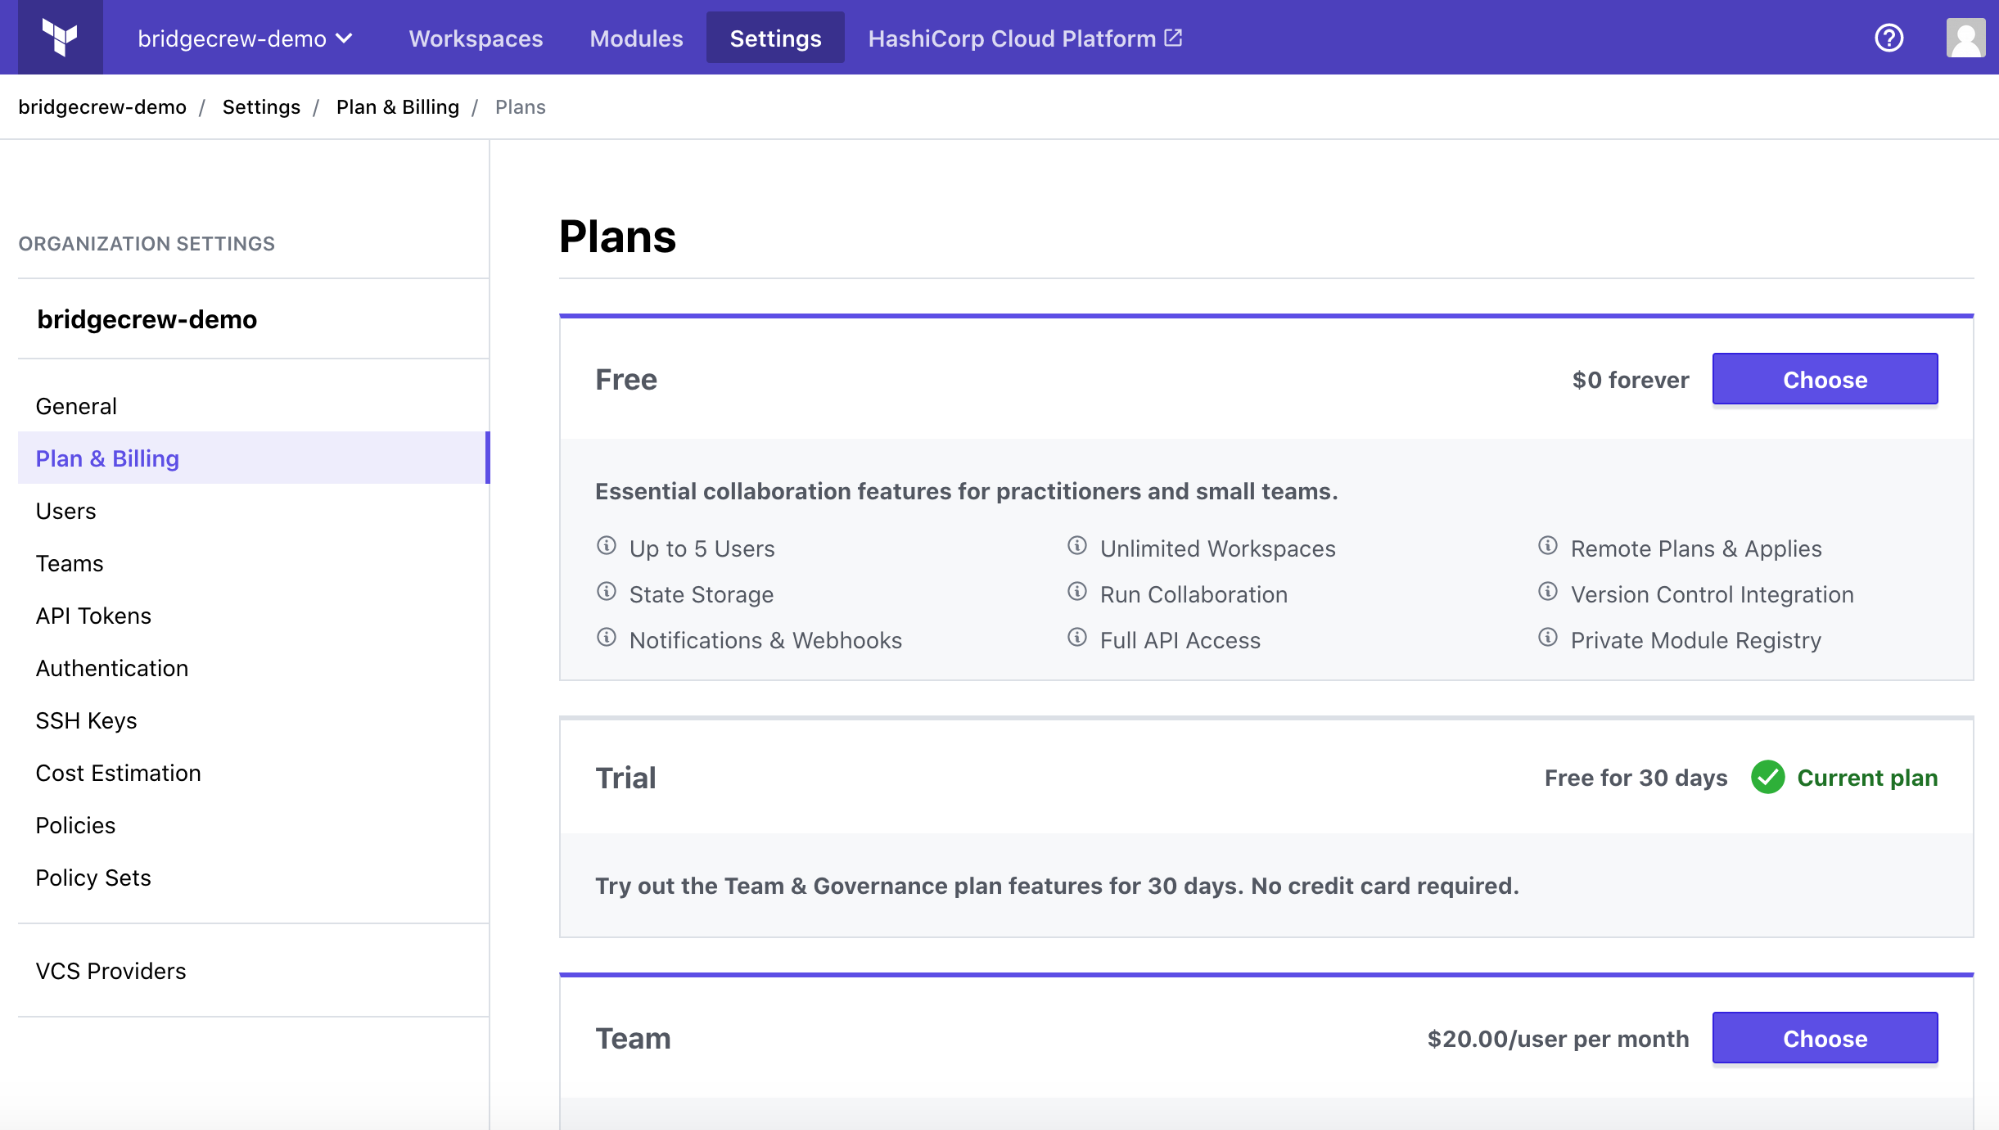 bridgecrew-demo Workspaces Modules Settings HashiCorp Cloud Platform
bridgecrew-demo / Settings / Plan & Billing / Plans
ORGANIZATION SETTINGS
bridgecrew-demo
General
Plan & Billing
Users
Teams
API Tokens
Authentication
SSH Keys
Cost Estimation
Policies
Policy Sets
VCS Providers
Plans
Free $0 forever Choose
Essential collaboration features for practitioners and small teams.
Up to 5 Users Unlimited Workspaces Remote Plans & Applies
State Storage Run Collaboration Version Control Integration
Notifications & Webhooks Full API Access Private Module Registry
Trial Free for 30 days Current plan
Try out the Team & Governance plan features for 30 days. No credit card required.
Team $20.00/user per month Choose